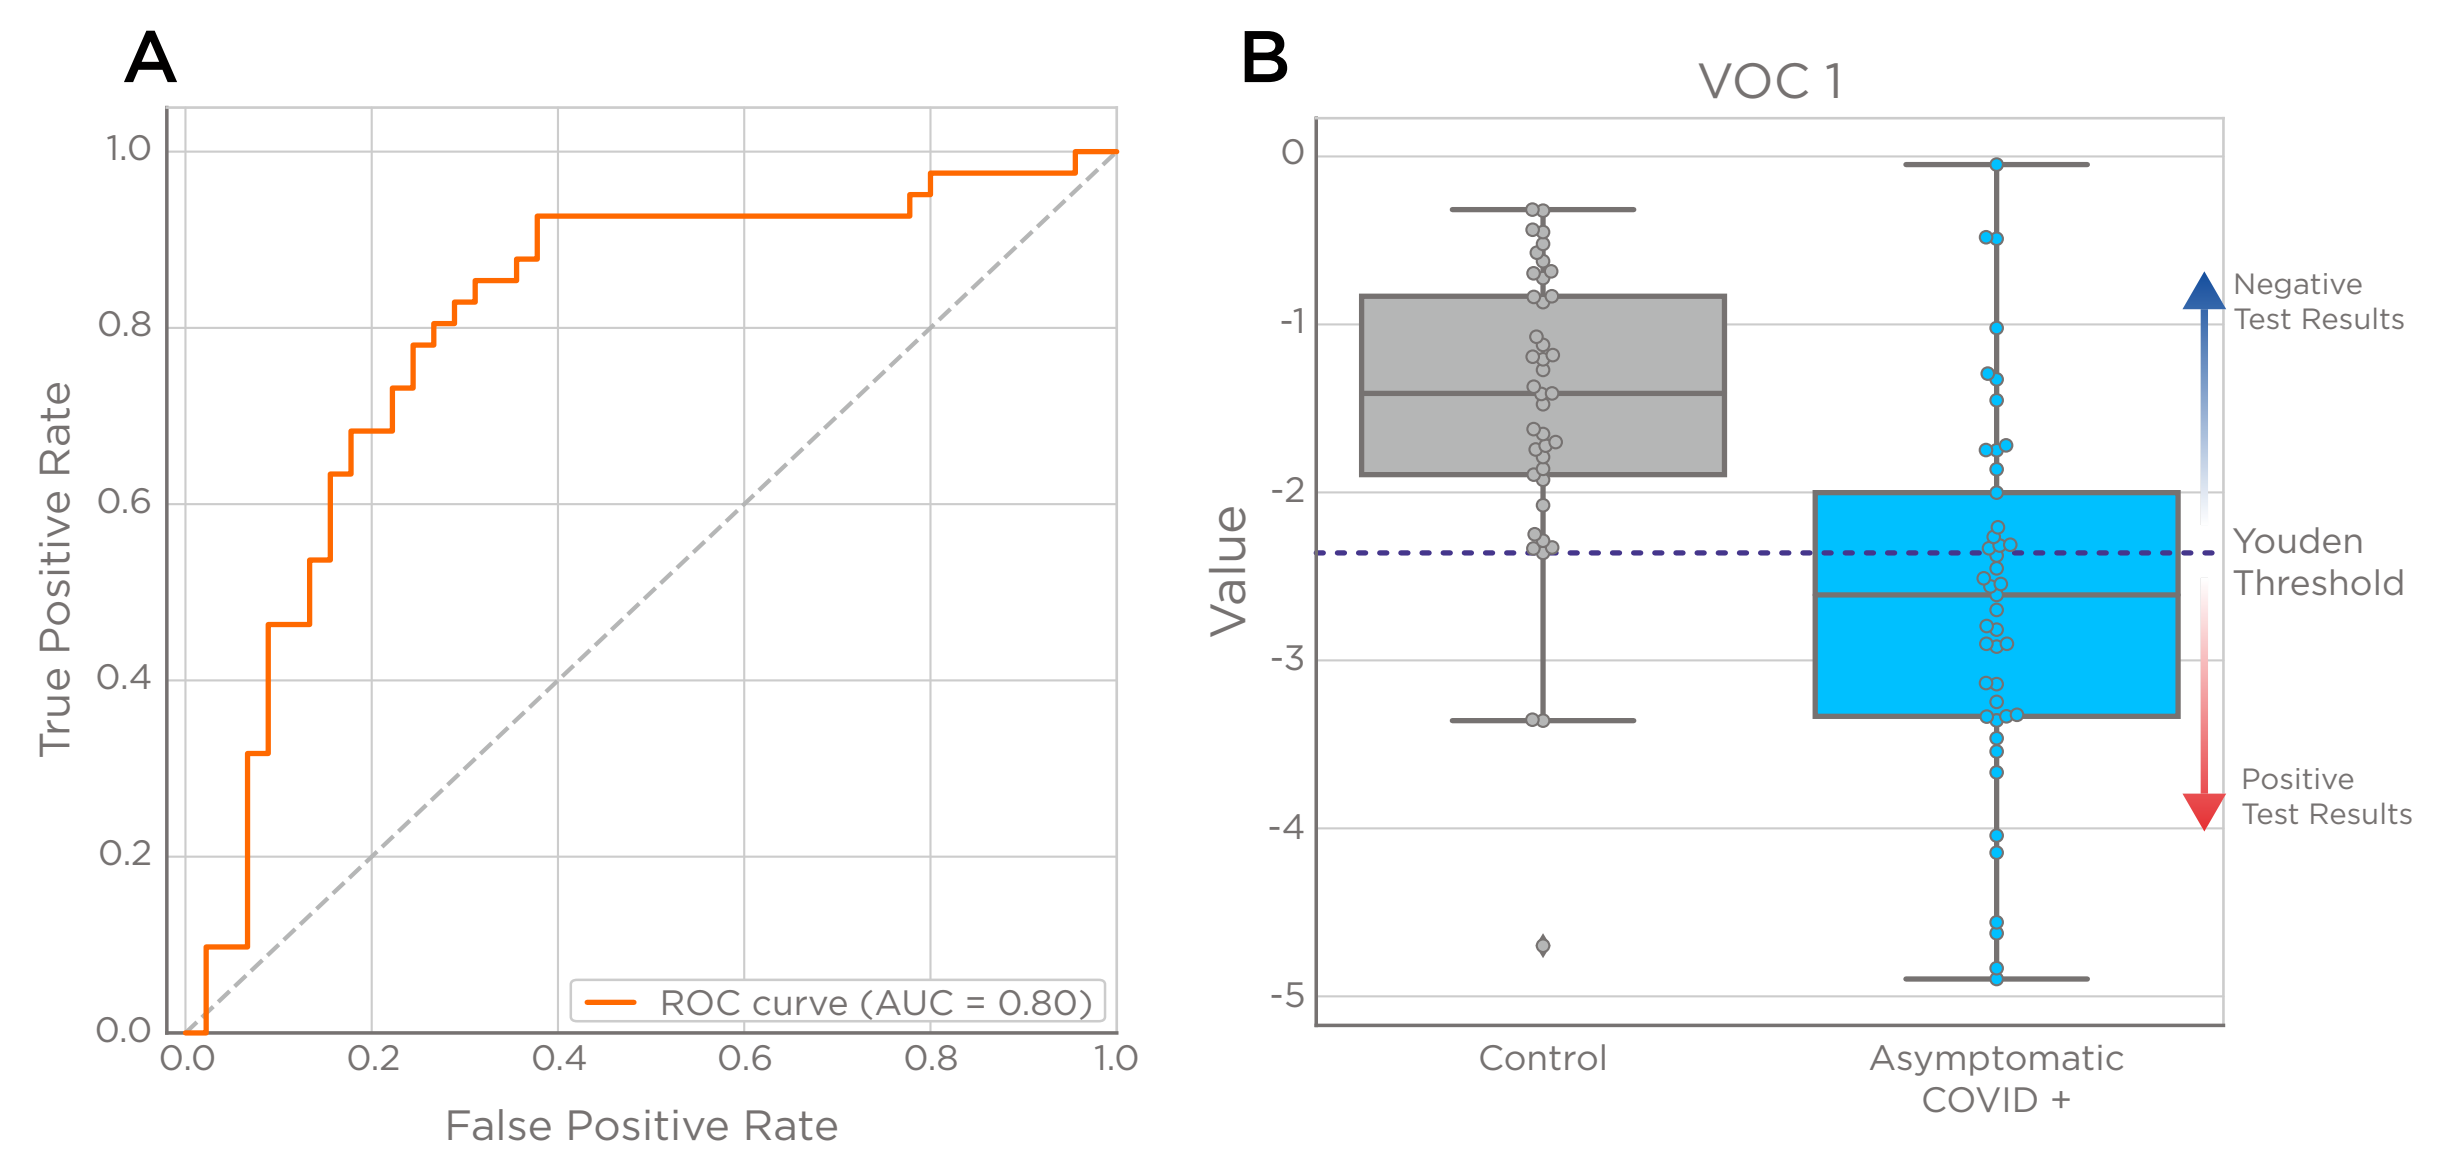 A
1.0
0.8
0.6
0.4
0.2
0.0
True Positive Rate
ROC curve (AUC = 0.80)
0.0 0.2 0.4 0.6 0.8 1.0
False Positive Rate
B
VOC 1
0
-1
-2
-3
-4
-5
Value
Negative
Test Results
Youden
Threshold
Positive
Test Results
Control
Asymptomatic
COVID +